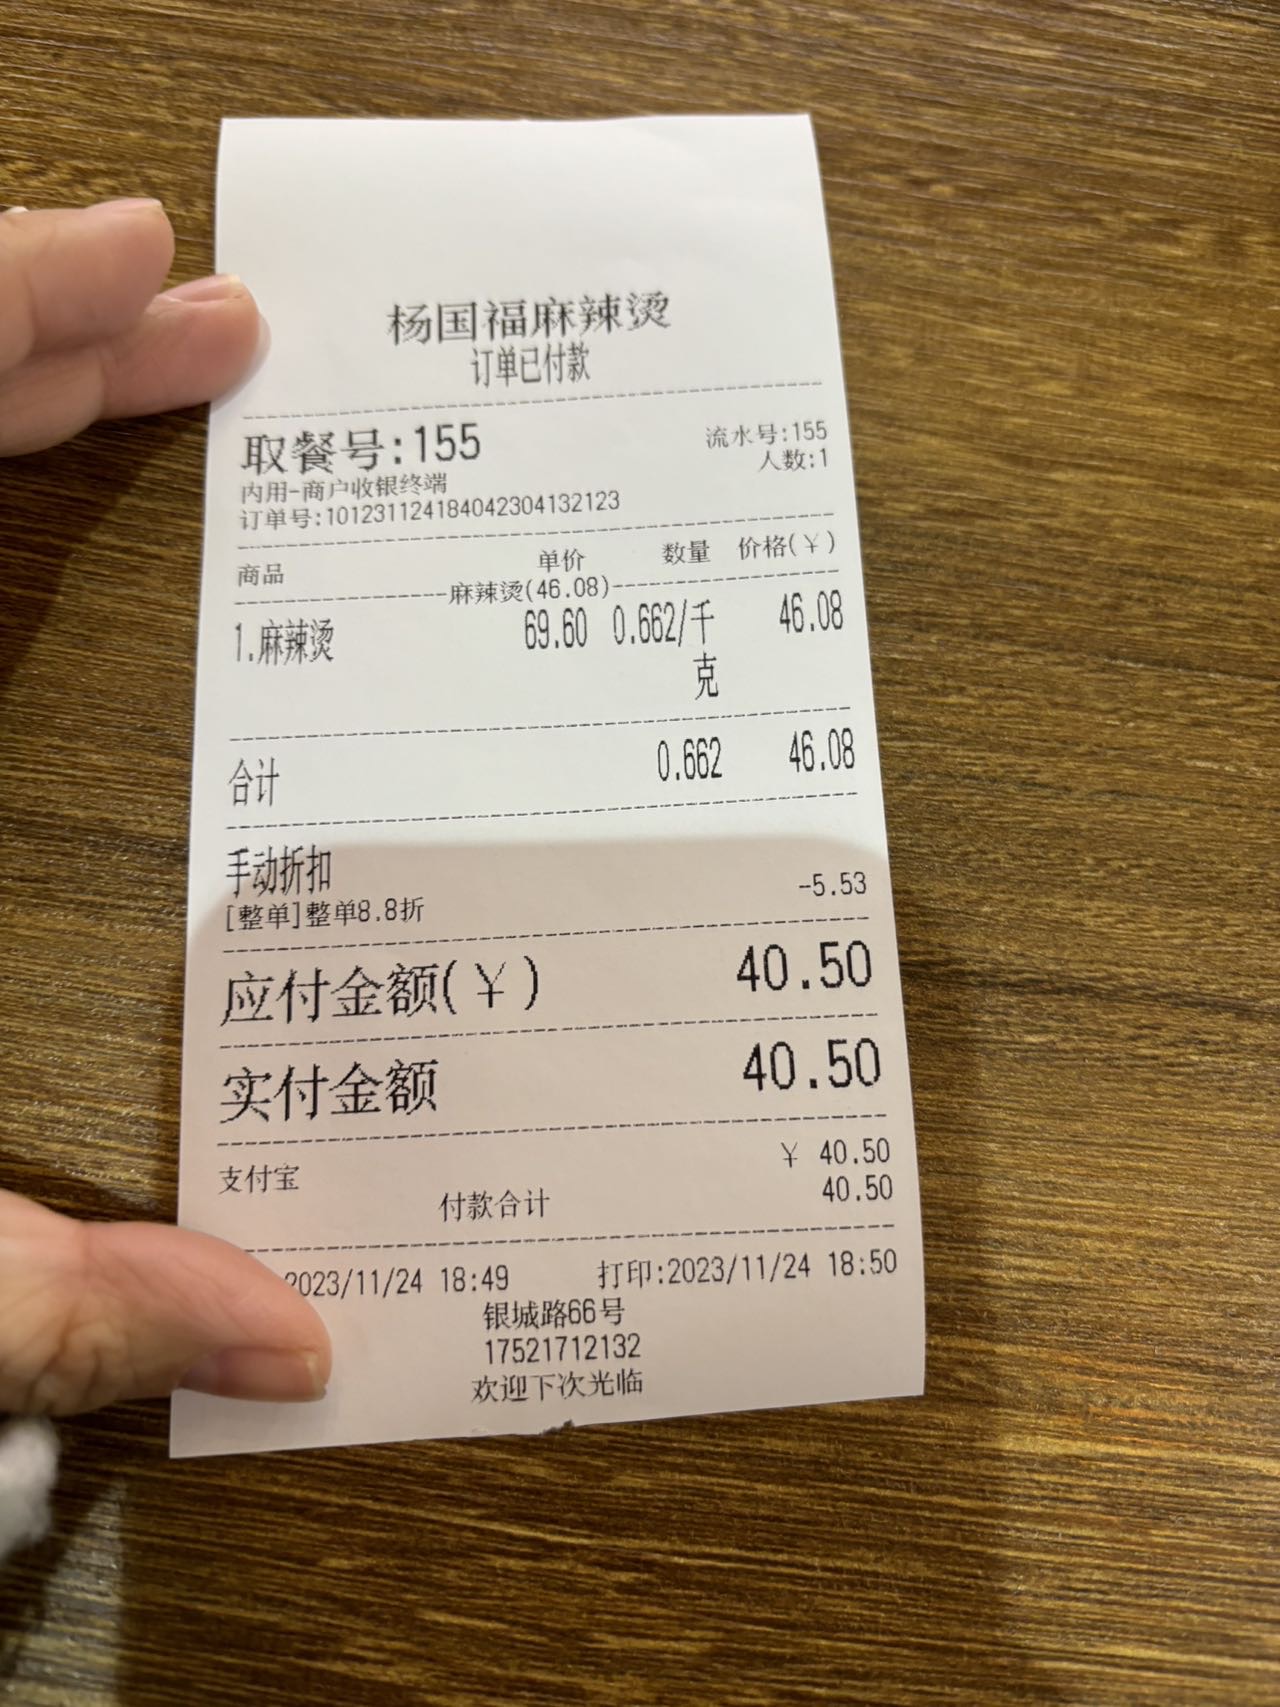 杨国福麻辣烫
订单已付款
取餐号:155 流水号:155
人数:1
内用-商户收银终端
订单号:101231124184042304132123
商品 单价 数量 价格(¥)
麻辣烫(46.08)
1.麻辣烫 69.60 0.662/千克 46.08
合计 0.662 46.08
手动折扣
[整单]整单8.8折 -5.53
应付金额(¥) 40.50
实付金额 40.50
支付宝 ¥ 40.50
付款合计 40.50
2023/11/24 18:49 打印:2023/11/24 18:50
银城路66号
17521712132
欢迎下次光临